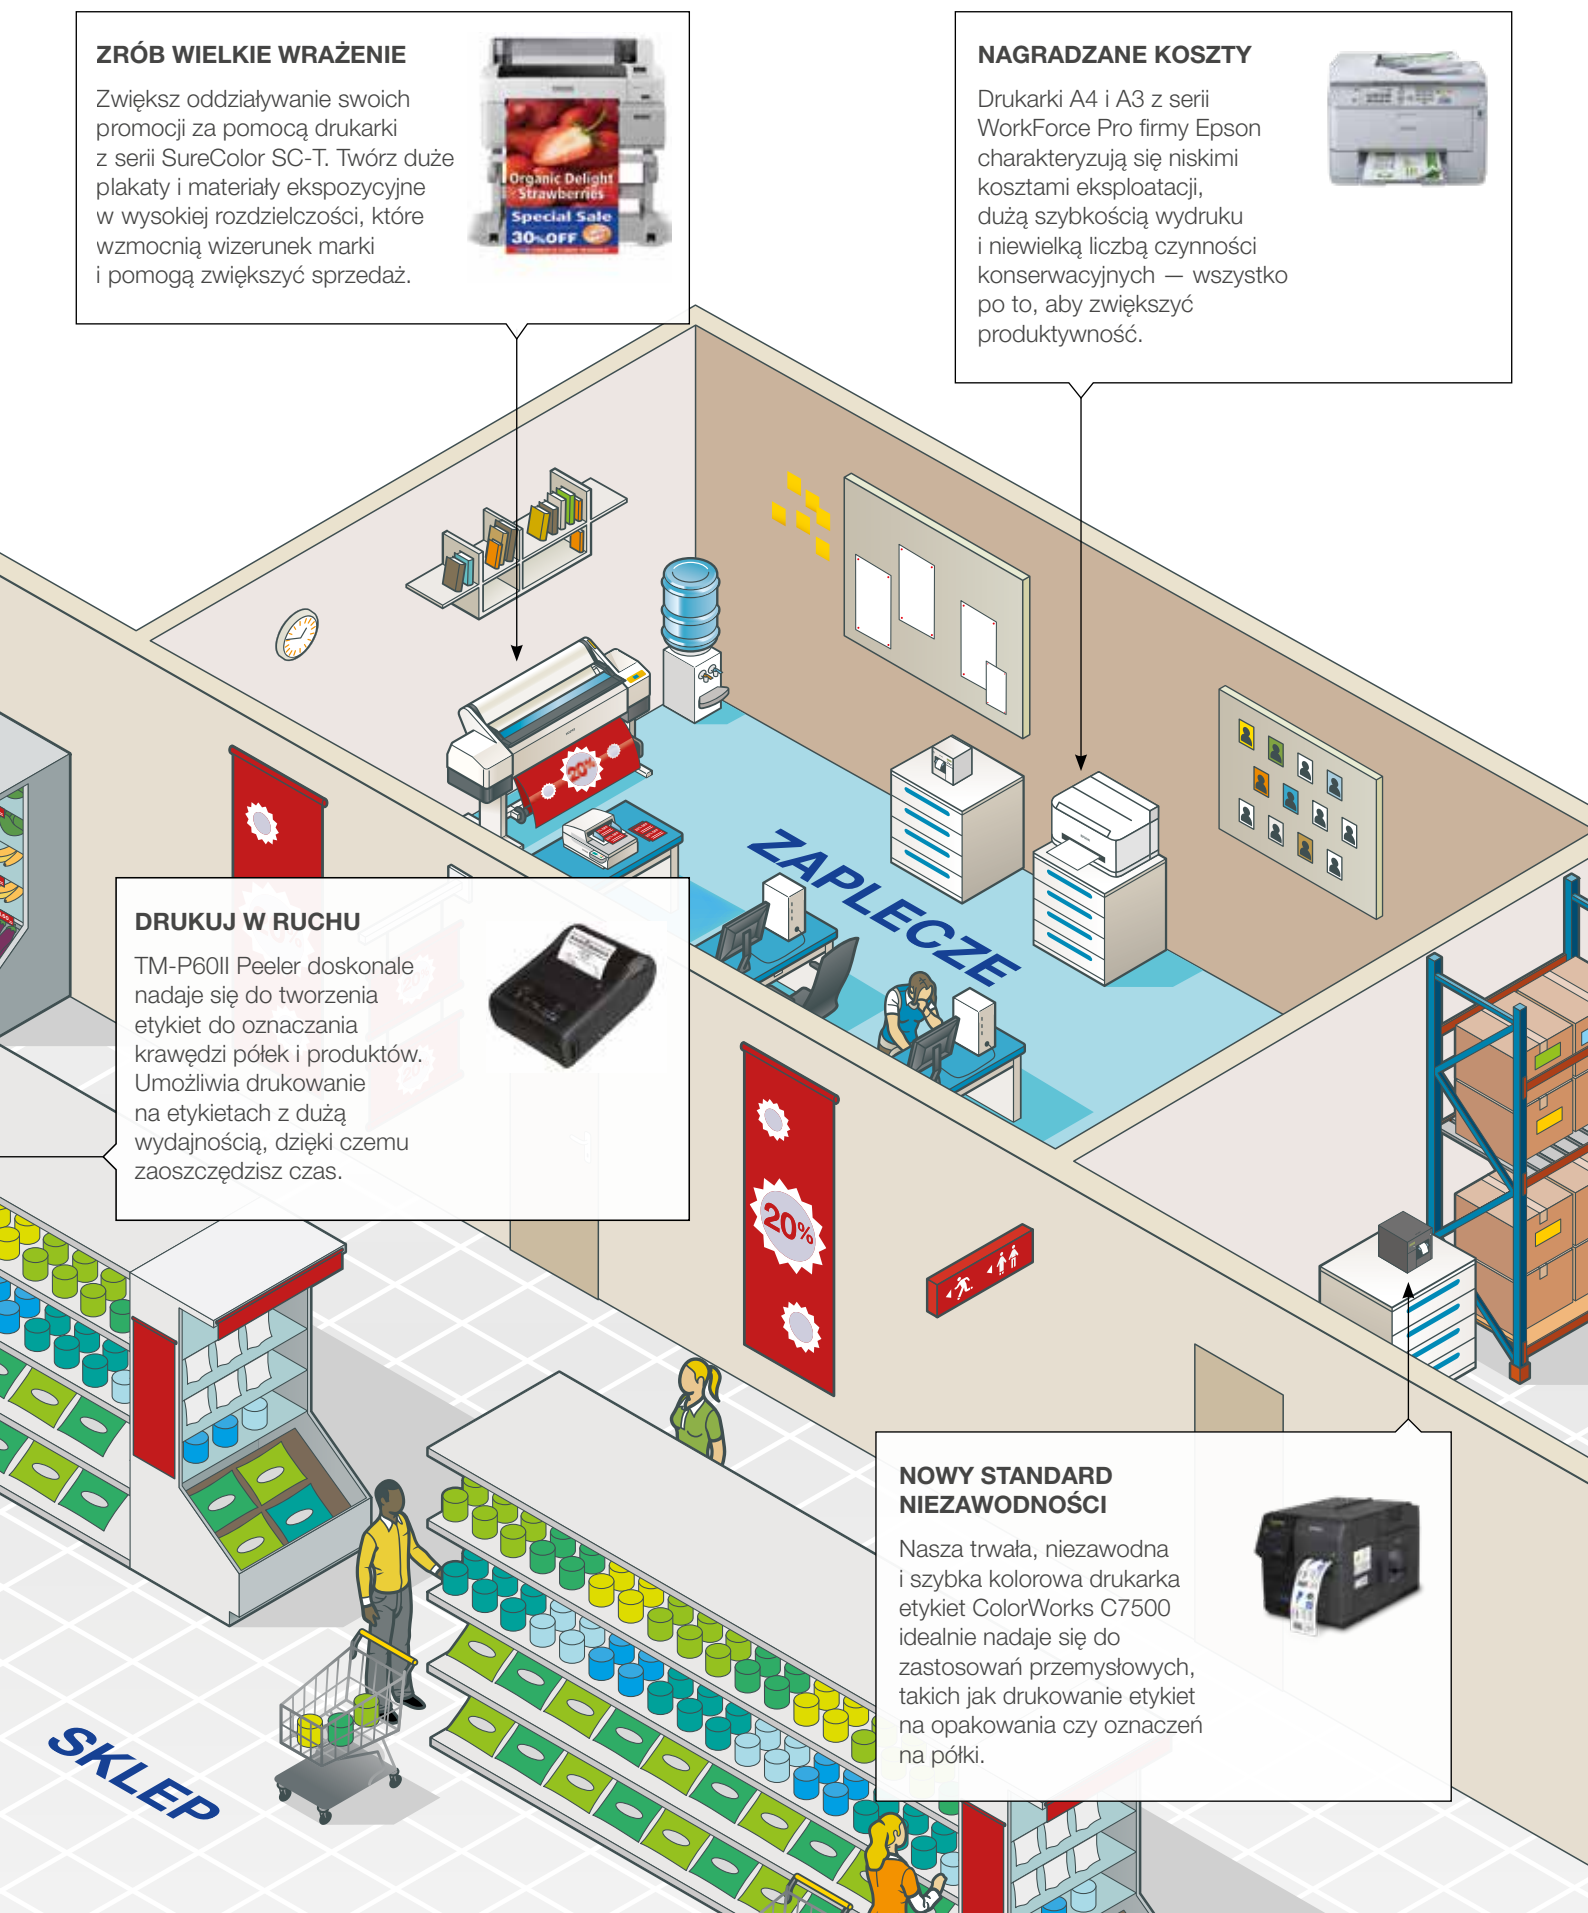 ZRÓB WIELKIE WRAŻENIE
Zwiększ oddziaływanie swoich
promocji za pomocą drukarki
z serii SureColor SC-T. Twórz duże
plakaty i materiały ekspozycyjne
w wysokiej rozdzielczości, które
wzmocnią wizerunek marki
i pomogą zwiększyć sprzedaż.
Organic Delight
Strawberries
Special Sale
30%OFF
NAGRADZANE KOSZTY
Drukarki A4 i A3 z serii
WorkForce Pro firmy Epson
charakteryzują się niskimi
kosztami eksploatacji,
dużą szybkością wydruku
i niewielką liczbą czynności
konserwacyjnych — wszystko
po to, aby zwiększyć
produktywność.
20%
ZAPLECZE
DRUKUJ W RUCHU
TM-P60II Peeler doskonale
nadaje się do tworzenia
etykiet do oznaczania
krawędzi półek i produktów.
Umożliwia drukowanie
na etykietach z dużą
wydajnością, dzięki czemu
zaoszczędzisz czas.
20%
NOWY STANDARD
NIEZAWODNOŚCI
Nasza trwała, niezawodna
i szybka kolorowa drukarka
etykiet ColorWorks C7500
idealnie nadaje się do
zastosowań przemysłowych,
takich jak drukowanie etykiet
na opakowania czy oznaczeń
na półki.
SKLEP